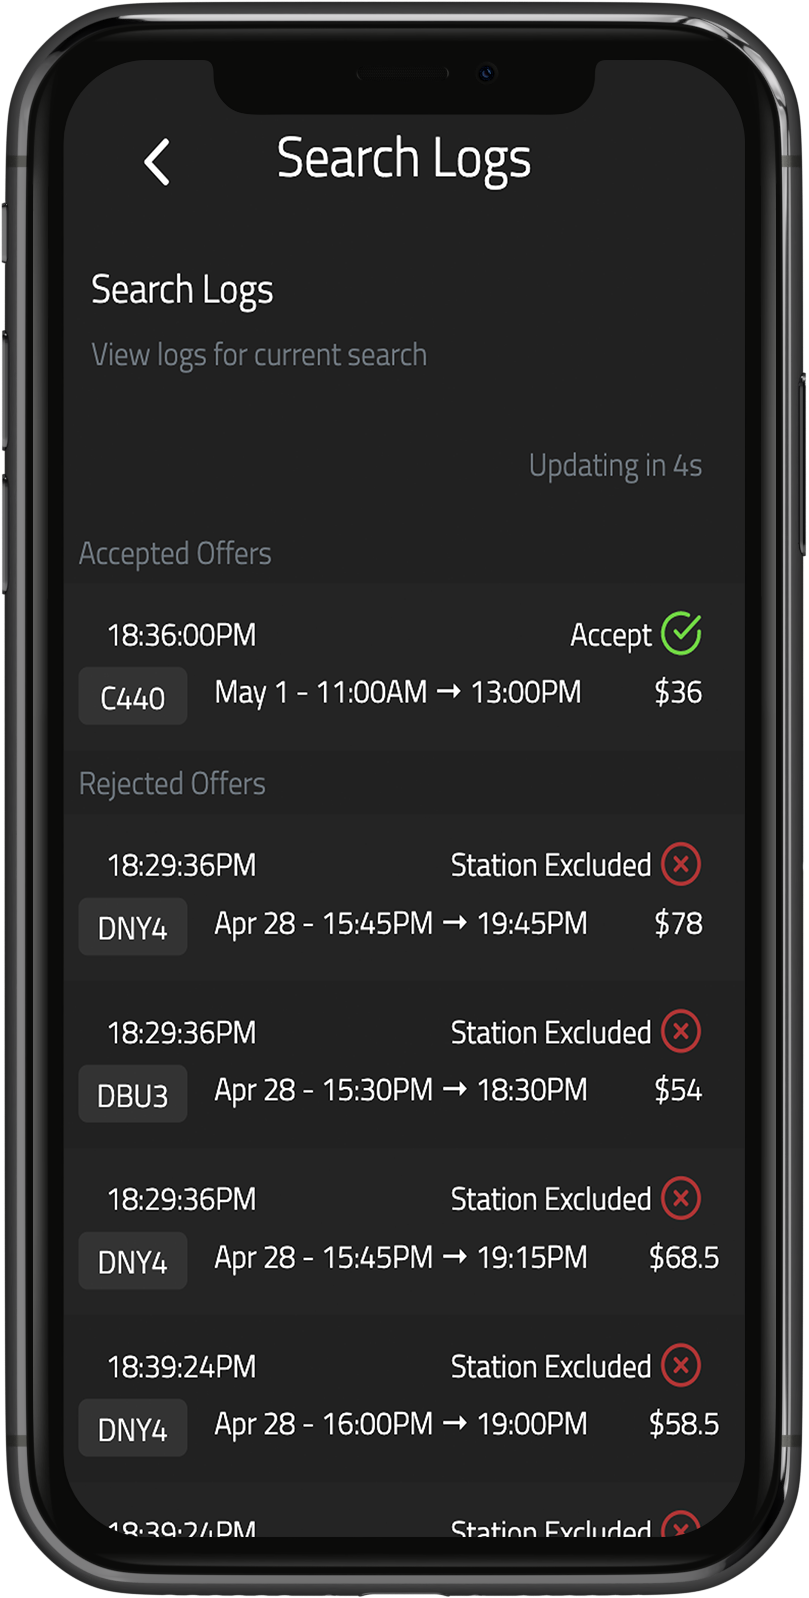 Search Logs
Search Logs
View logs for current search
Updating in 4s
Accepted Offers
18:36:00PM Accept
C440 May 1 - 11:00AM → 13:00PM $36
Rejected Offers
18:29:36PM Station Excluded
DNY4 Apr 28 - 15:45PM → 19:45PM $78
18:29:36PM Station Excluded
DBU3 Apr 28 - 15:30PM → 18:30PM $54
18:29:36PM Station Excluded
DNY4 Apr 28 - 15:45PM → 19:15PM $68.5
18:39:24PM Station Excluded
DNY4 Apr 28 - 16:00PM → 19:00PM $58.5
18:39:24PM Station Excluded